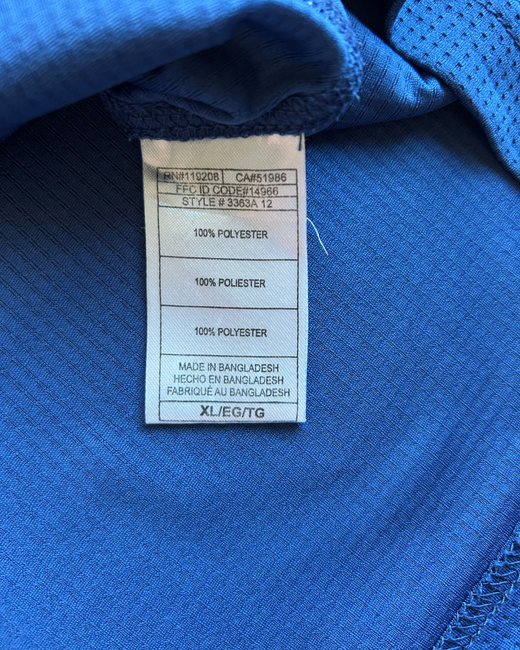 RN#119208 CA#51986
FFC ID CODE#14966
STYLE # 3363A 12
100% POLYESTER
100% POLIESTER
100% POLYESTER
MADE IN BANGLADESH
HECHO EN BANGLADESH
FABRIQUÉ AU BANGLADESH
XL/EG/TG